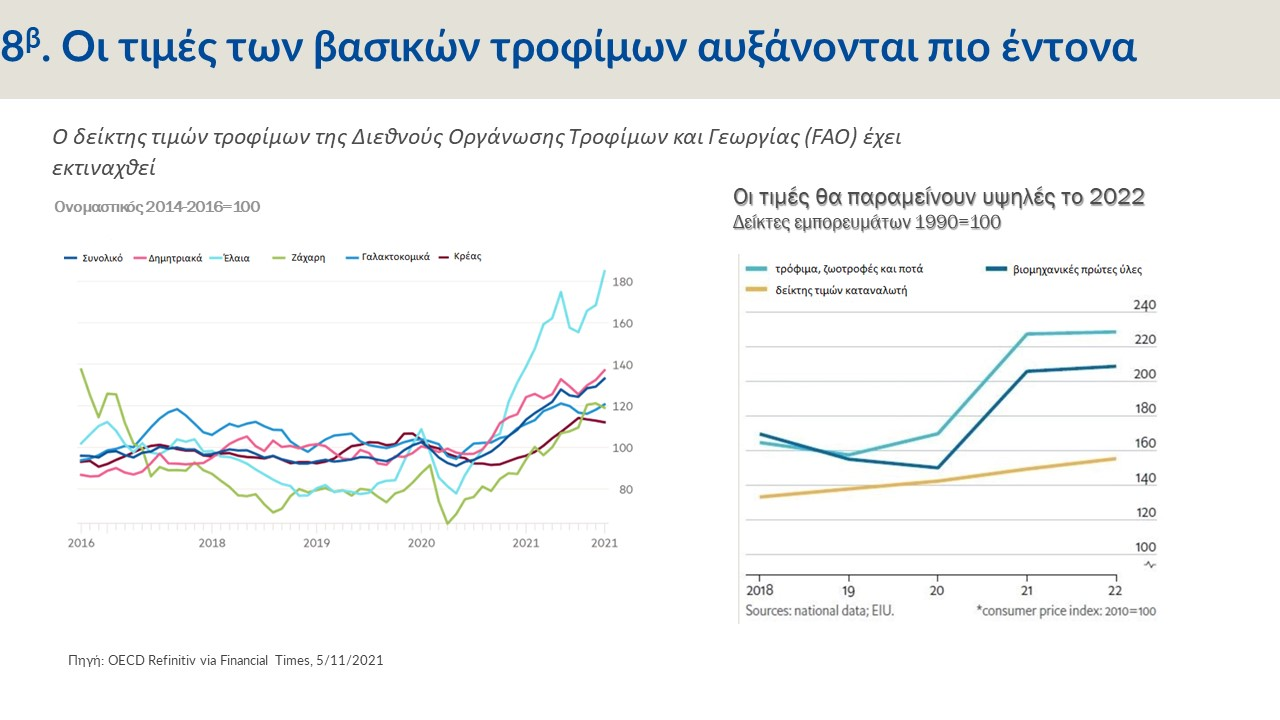 8β. Οι τιμές των βασικών τροφίμων αυξάνονται πιο έντονα
Ο δείκτης τιμών τροφίμων της Διεθνούς Οργάνωσης Τροφίμων και Γεωργίας (FAO) έχει
εκτιναχθεί
Ονομαστικός 2014-2016=100
Συνολικό Δημητριακά Έλαια Ζάχαρη Γαλακτοκομικά Κρέας
180
160
140
120
100
80
2016 2018 2019 2020 2021 2021
Οι τιμές θα παραμείνουν υψηλές το 2022
Δείκτες εμπορευμάτων 1990=100
τρόφιμα, ζωοτροφές και ποτά βιομηχανικές πρώτες ύλες
δείκτης τιμών καταναλωτή
240
220
200
180
160
140
120
100
2018 19 20 21 22
Sources: national data; EIU. *consumer price index: 2010=100
Πηγή: OECD Refinitiv via Financial Times, 5/11/2021